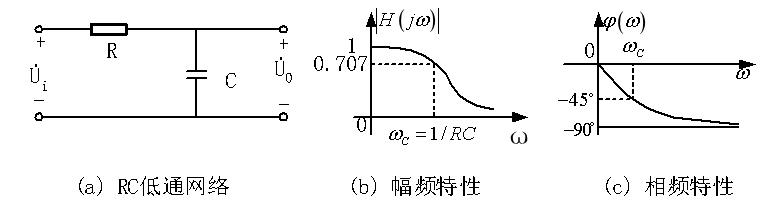 +
R
U̇i
C
U̇0
+
−
−
(a) RC低通网络
|H(jω)|
1
0.707
0
ωC=1/RC
ω
(b) 幅频特性
φ(ω)
0
ωC
ω
−45°
−90°
(c) 相频特性